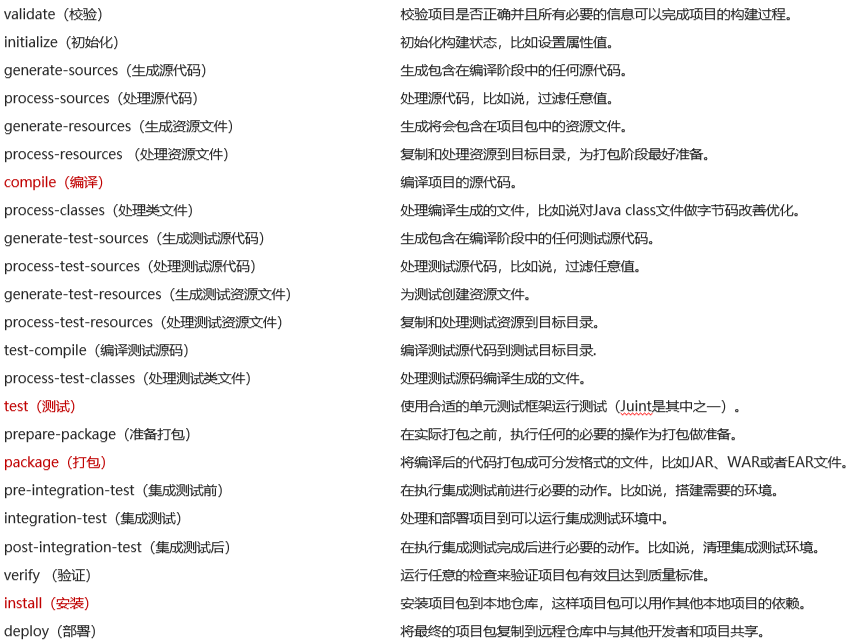 validate（校验） 校验项目是否正确并且所有必要的信息可以完成项目的构建过程。
initialize（初始化） 初始化构建状态，比如设置属性值。
generate-sources（生成源代码） 生成包含在编译阶段中的任何源代码。
process-sources（处理源代码） 处理源代码，比如说，过滤任意值。
generate-resources（生成资源文件） 生成将会包含在项目包中的资源文件。
process-resources （处理资源文件） 复制和处理资源到目标目录，为打包阶段最好准备。
compile（编译） 编译项目的源代码。
process-classes（处理类文件） 处理编译生成的文件，比如说对Java class文件做字节码改善优化。
generate-test-sources（生成测试源代码） 生成包含在编译阶段中的任何测试源代码。
process-test-sources（处理测试源代码） 处理测试源代码，比如说，过滤任意值。
generate-test-resources（生成测试资源文件） 为测试创建资源文件。
process-test-resources（处理测试资源文件） 复制和处理测试资源到目标目录。
test-compile（编译测试源码） 编译测试源代码到测试目标目录.
process-test-classes（处理测试类文件） 处理测试源码编译生成的文件。
test（测试） 使用合适的单元测试框架运行测试（Juint是其中之一）。
prepare-package（准备打包） 在实际打包之前，执行任何的必要的操作为打包做准备。
package（打包） 将编译后的代码打包成可分发格式的文件，比如JAR、WAR或者EAR文件。
pre-integration-test（集成测试前） 在执行集成测试前进行必要的动作。比如说，搭建需要的环境。
integration-test（集成测试） 处理和部署项目到可以运行集成测试环境中。
post-integration-test（集成测试后） 在执行集成测试完成后进行必要的动作。比如说，清理集成测试环境。
verify （验证） 运行任意的检查来验证项目包有效且达到质量标准。
install（安装） 安装项目包到本地仓库，这样项目包可以用作其他本地项目的依赖。
deploy（部署） 将最终的项目包复制到远程仓库中与其他开发者和项目共享。